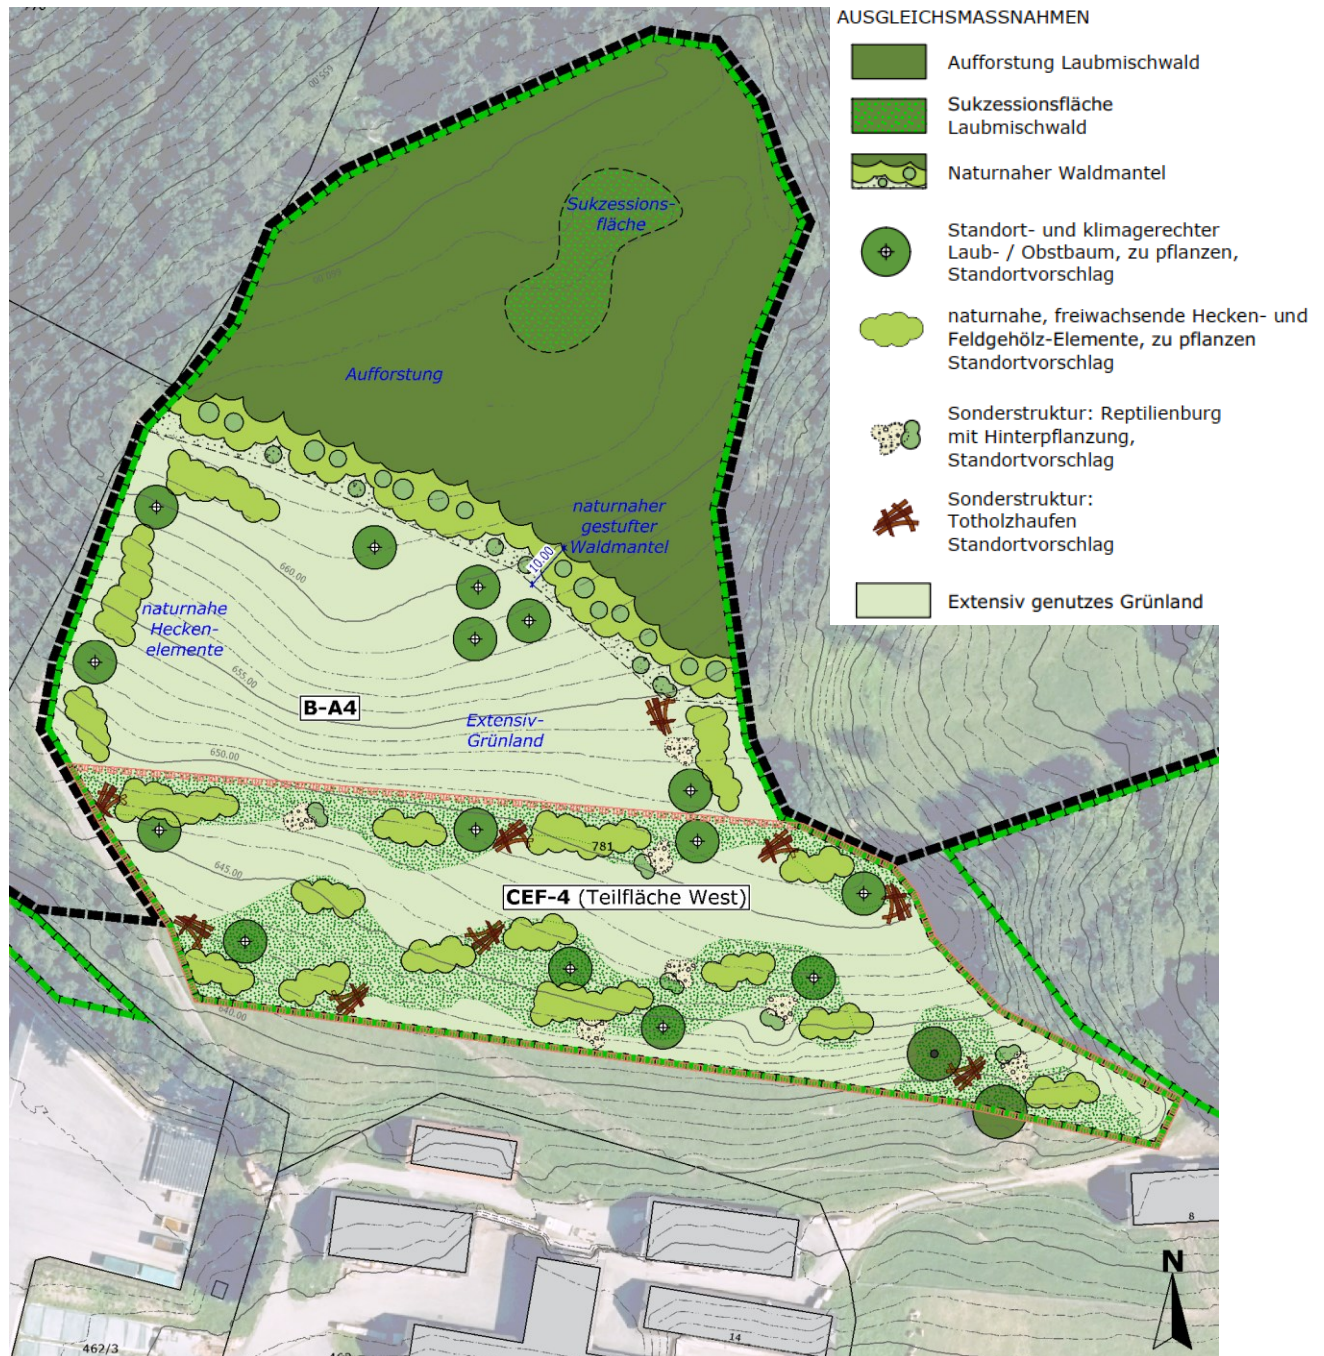 AUSGLEICHSMASSNAHMEN
Aufforstung Laubmischwald
Sukzessionsfläche
Laubmischwald
Naturnaher Waldmantel
Standort- und klimagerechter
Laub- / Obstbaum, zu pflanzen,
Standortvorschlag
naturnahe, freiwachsende Hecken- und
Feldgehölz-Elemente, zu pflanzen
Standortvorschlag
Sonderstruktur: Reptilienburg
mit Hinterpflanzung,
Standortvorschlag
Sonderstruktur:
Totholzhaufen
Standortvorschlag
Extensiv genutzes Grünland
Sukzessions-
fläche
Aufforstung
naturnaher
gestufter
Waldmantel
10.00
660.00
naturnahe
Hecken-
elemente
655.00
B-A4
Extensiv-
Grünland
650.00
781
645.00
CEF-4 (Teilfläche West)
640.00
8
N
14
462/3